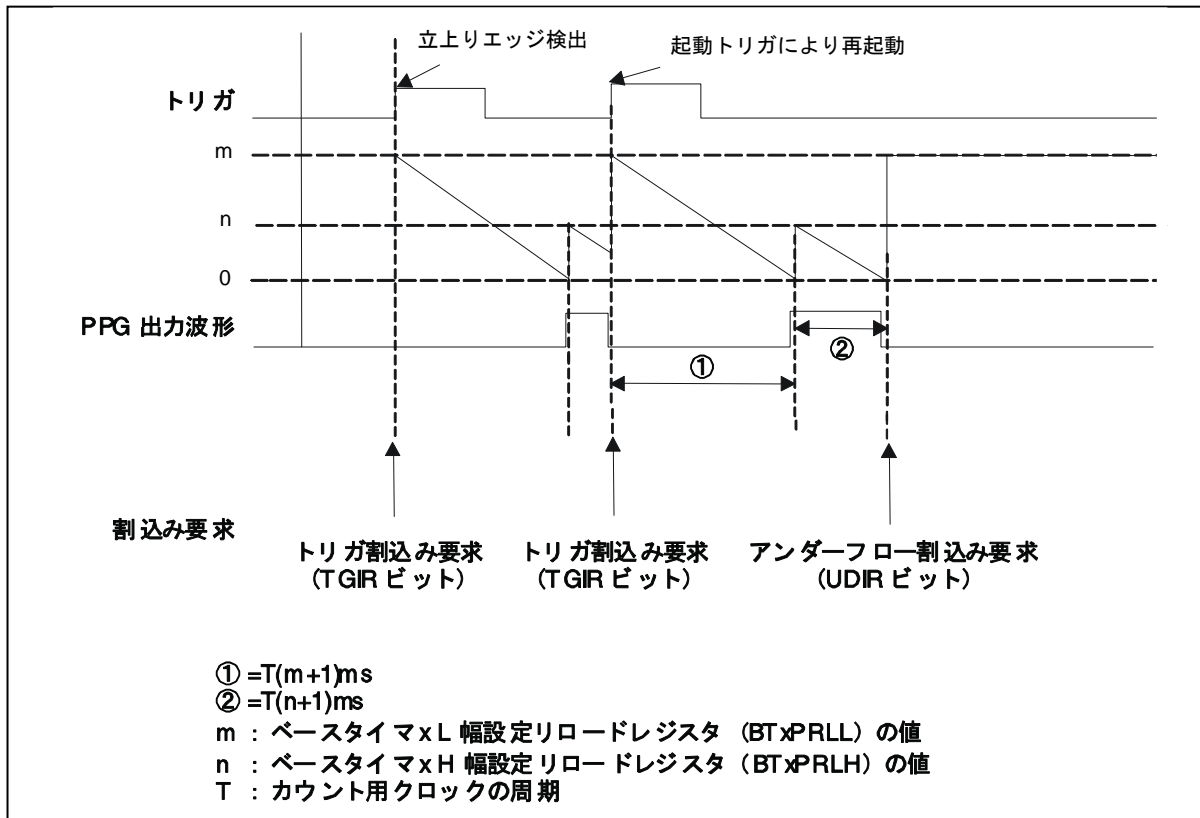 立上りエッジ検出
起動トリガにより再起動
トリガ
m
n
0
PPG 出力波形
①
②
割込み要求
トリガ割込み要求
(TGIR ビット)
トリガ割込み要求
(TGIR ビット)
アンダーフロー割込み要求
(UDIR ビット)
① =T(m+1)ms
② =T(n+1)ms
m : ベースタイマ x L 幅設定リロードレジスタ (BTxPRLL) の値
n : ベースタイマ x H 幅設定リロードレジスタ (BTxPRLH) の値
T : カウント用クロックの周期